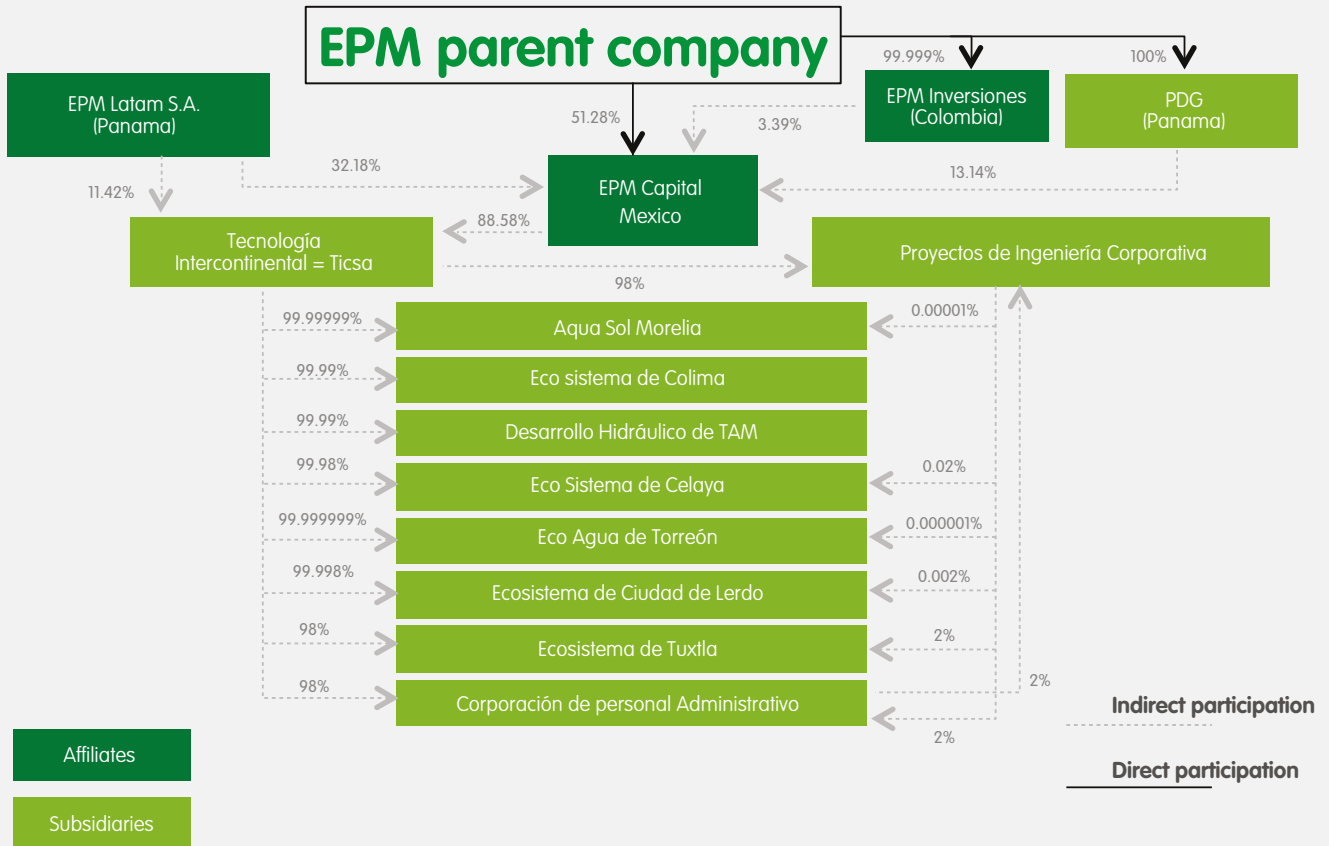 EPM parent company
99.999%
100%
EPM Latam S.A.
(Panama)
EPM Inversiones
(Colombia)
PDG
(Panama)
51.28%
3.39%
32.18%
13.14%
11.42%
EPM Capital
Mexico
88.58%
Tecnología
Intercontinental = Ticsa
Proyectos de Ingeniería Corporativa
98%
99.99999%
Aqua Sol Morelia
0.00001%
99.99%
Eco sistema de Colima
99.99%
Desarrollo Hidráulico de TAM
99.98%
Eco Sistema de Celaya
0.02%
99.999999%
Eco Agua de Torreón
0.000001%
99.998%
Ecosistema de Ciudad de Lerdo
0.002%
98%
Ecosistema de Tuxtla
2%
98%
Corporación de personal Administrativo
2%
2%
Indirect participation
Direct participation
Affiliates
Subsidiaries